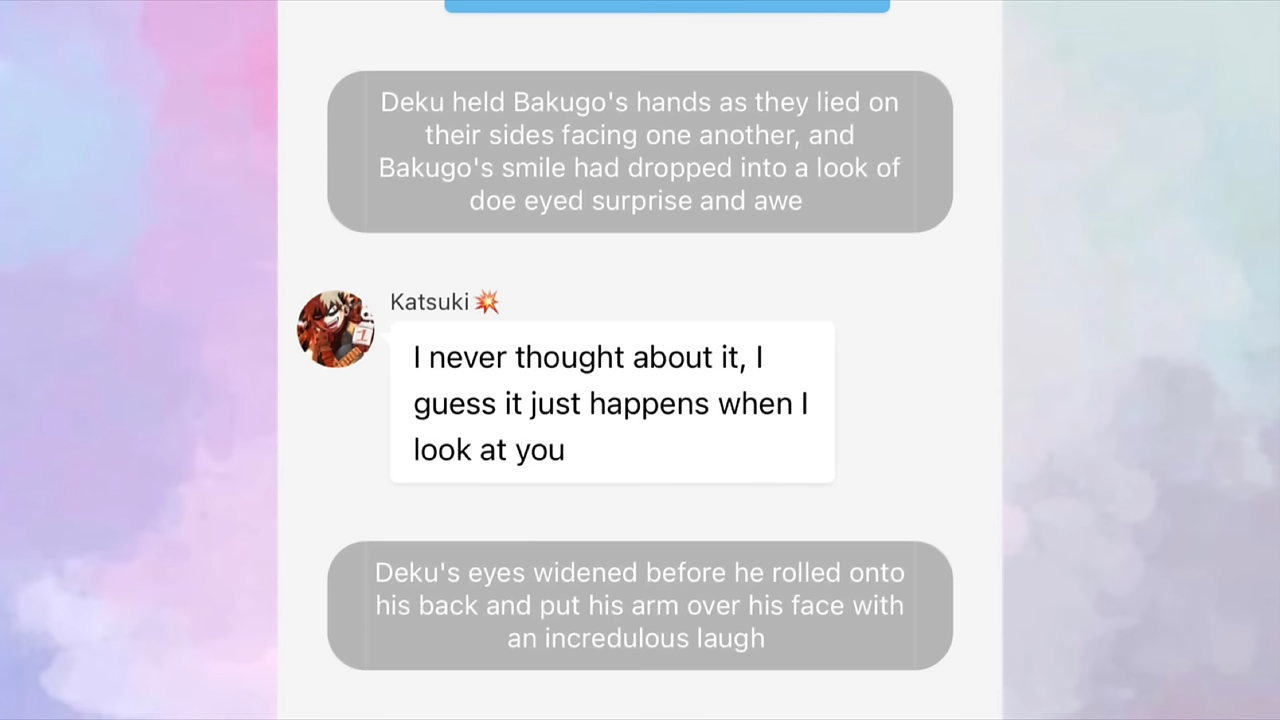 Deku held Bakugo's hands as they lied on
their sides facing one another, and
Bakugo's smile had dropped into a look of
doe eyed surprise and awe
Katsuki💥
I never thought about it, I
guess it just happens when I
look at you
Deku's eyes widened before he rolled onto
his back and put his arm over his face with
an incredulous laugh